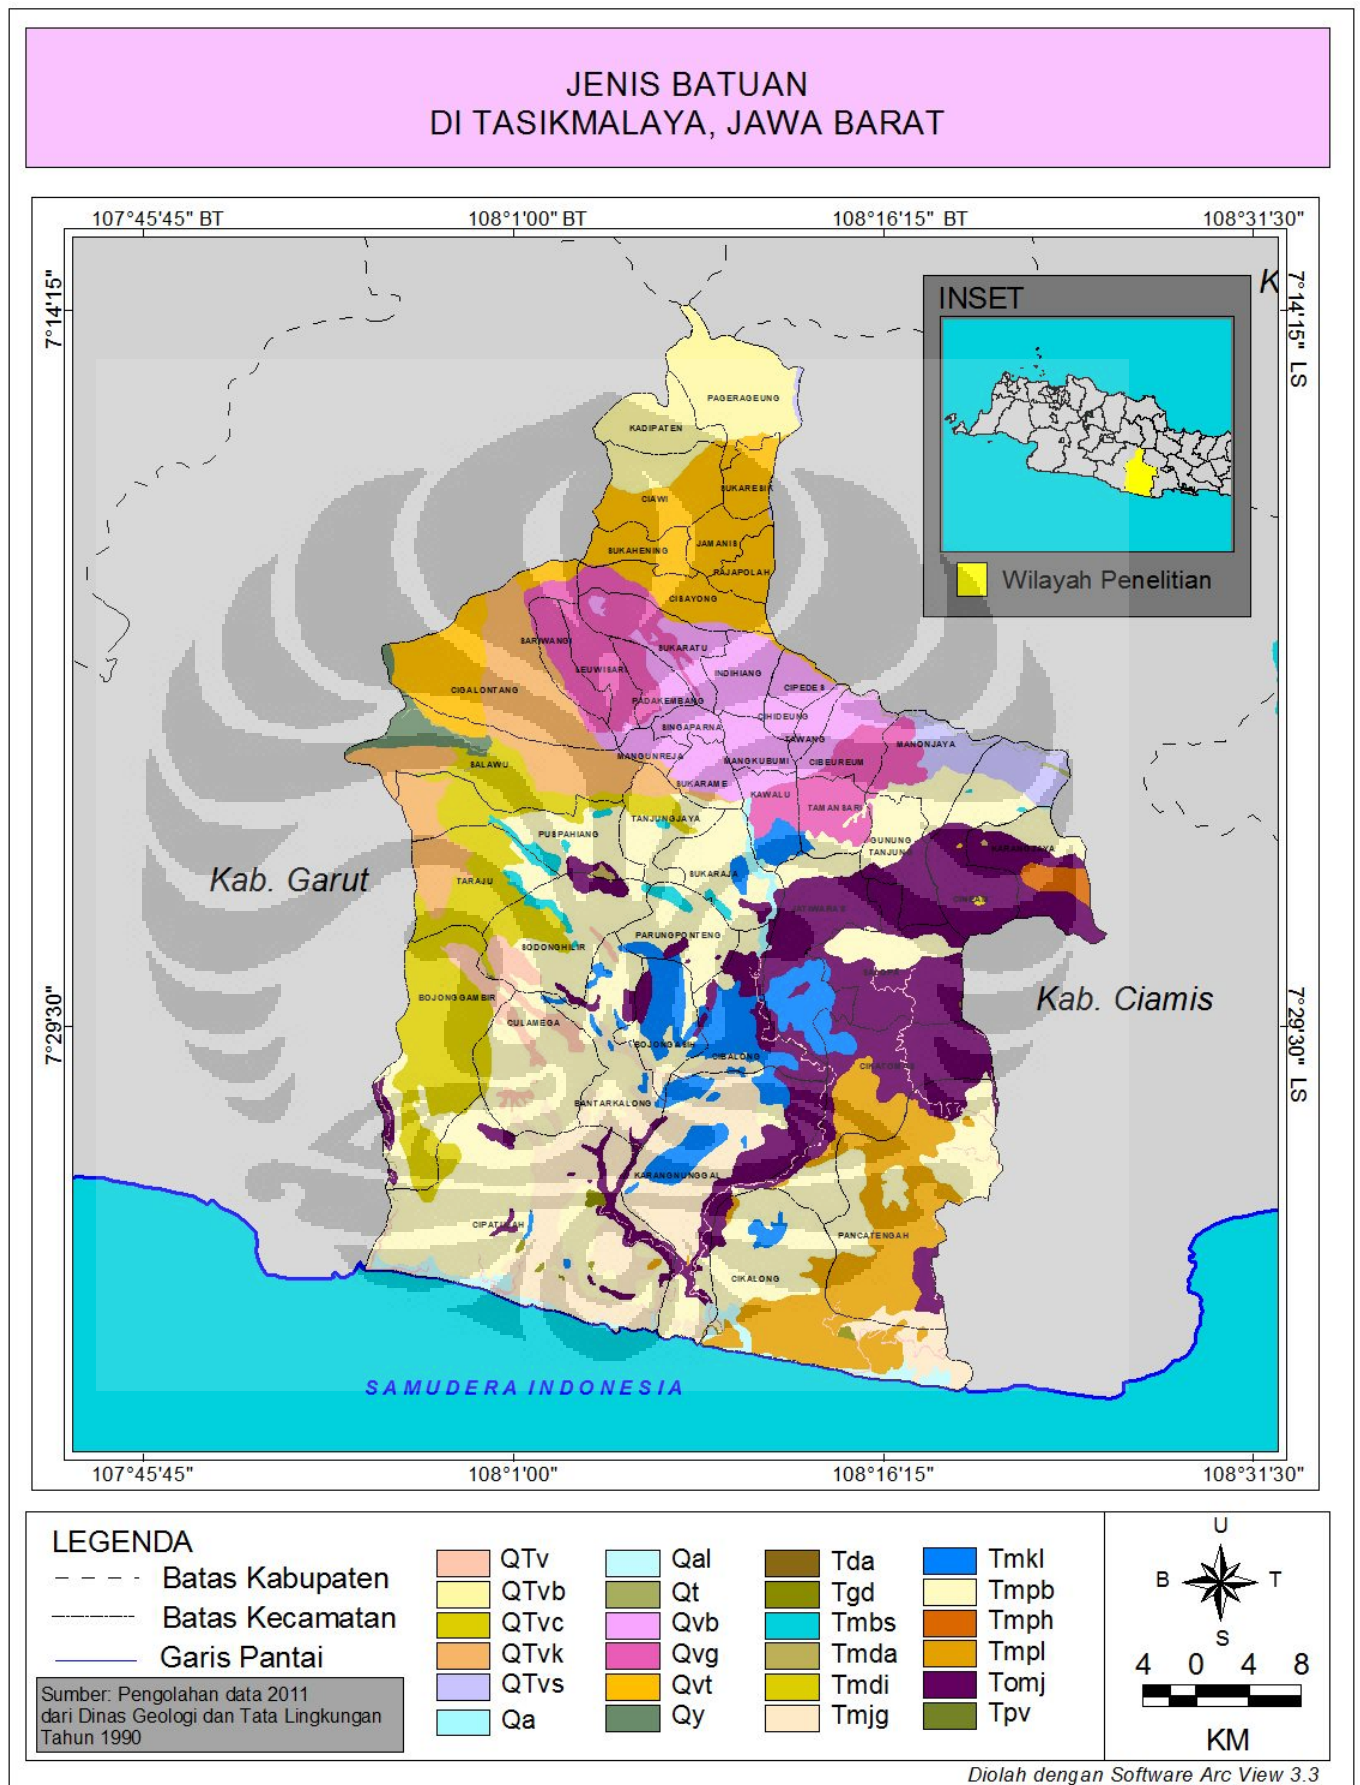 JENIS BATUAN
DI TASIKMALAYA, JAWA BARAT
107°45'45" BT
108°1'00" BT
108°16'15" BT
108°31'30"
7°14'15"
7°14'15" LS
K
INSET
Wilayah Penelitian
PAGERAGEUNG
KADIPATEN
CIAWI
SUKARESIK
JAMANIS
SUKAHENING
RAJAPOLAH
CISAYONG
SARIWANGI
SUKARATU
LEUWISARI
INDIHIANG
CIPEDES
CIGALONTANG
PADAKEMBANG
CIHIDEUNG
SINGAPARNA
TAWANG
MANONJAYA
MANGUNREJA
MANGKUBUMI
CIBEUREUM
SALAWU
SUKARAME
KAWALU
TAMANSARI
TANJUNGJAYA
PUSPAHIANG
GUNUNG
TANJUNG
KARANGJAYA
SUKARAJA
TARAJU
Kab. Garut
CINEAM
JATIWARAS
PARUNGPONTENG
SODONGHILIR
SALOPA
BOJONGGAMBIR
Kab. Ciamis
CULAMEGA
BOJONGASIH
CIBALONG
CIKATOMAS
BANTARKALONG
KARANGNUNGGAL
CIPATUJAH
PANCATENGAH
CIKALONG
7°29'30"
7°29'30" LS
SAMUDERA INDONESIA
107°45'45"
108°1'00"
108°16'15"
108°31'30"
LEGENDA
Batas Kabupaten
Batas Kecamatan
Garis Pantai
Sumber: Pengolahan data 2011
dari Dinas Geologi dan Tata Lingkungan
Tahun 1990
QTv
QTvb
QTvc
QTvk
QTvs
Qa
Qal
Qt
Qvb
Qvg
Qvt
Qy
Tda
Tgd
Tmbs
Tmda
Tmdi
Tmjg
Tmkl
Tmpb
Tmph
Tmpl
Tomj
Tpv
U
B
T
S
4 0 4 8
KM
Diolah dengan Software Arc View 3.3